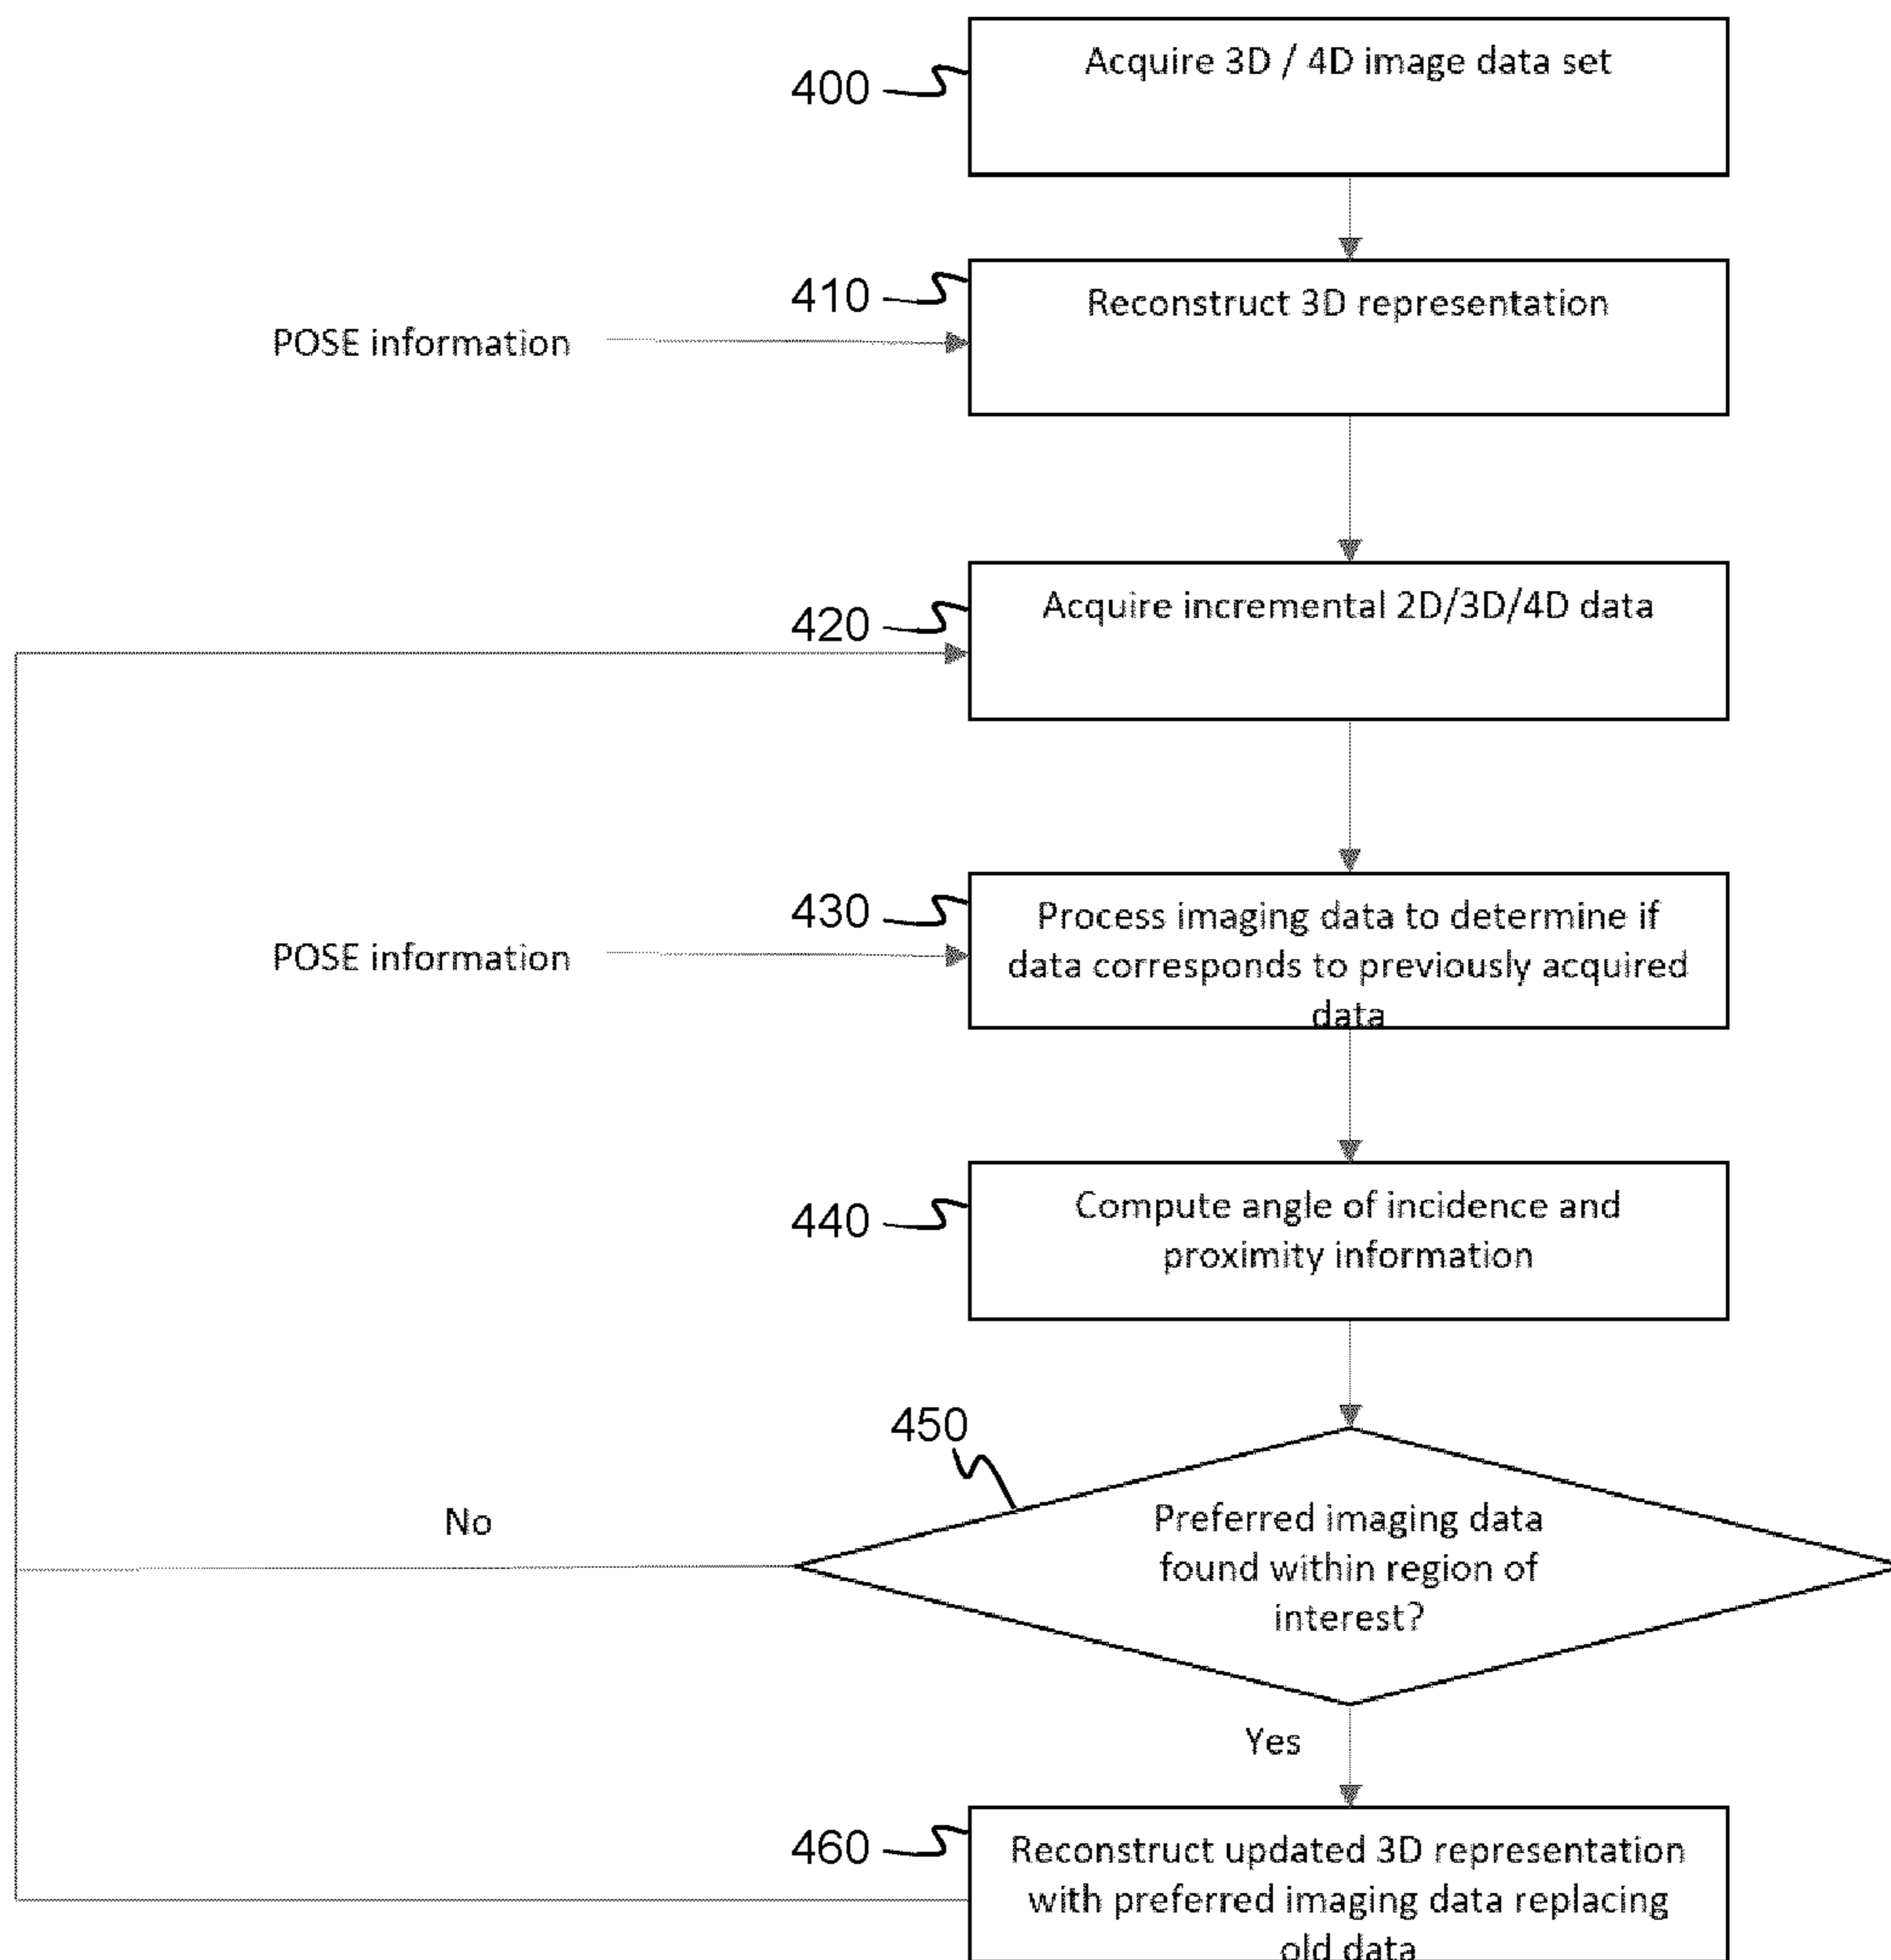 400
Acquire 3D / 4D image data set
410
Reconstruct 3D representation
POSE information
420
Acquire incremental 2D/3D/4D data
430
Process imaging data to determine if
data corresponds to previously acquired
data
POSE information
440
Compute angle of incidence and
proximity information
450
No
Preferred imaging data
found within region of
interest?
Yes
460
Reconstruct updated 3D representation
with preferred imaging data replacing
old data